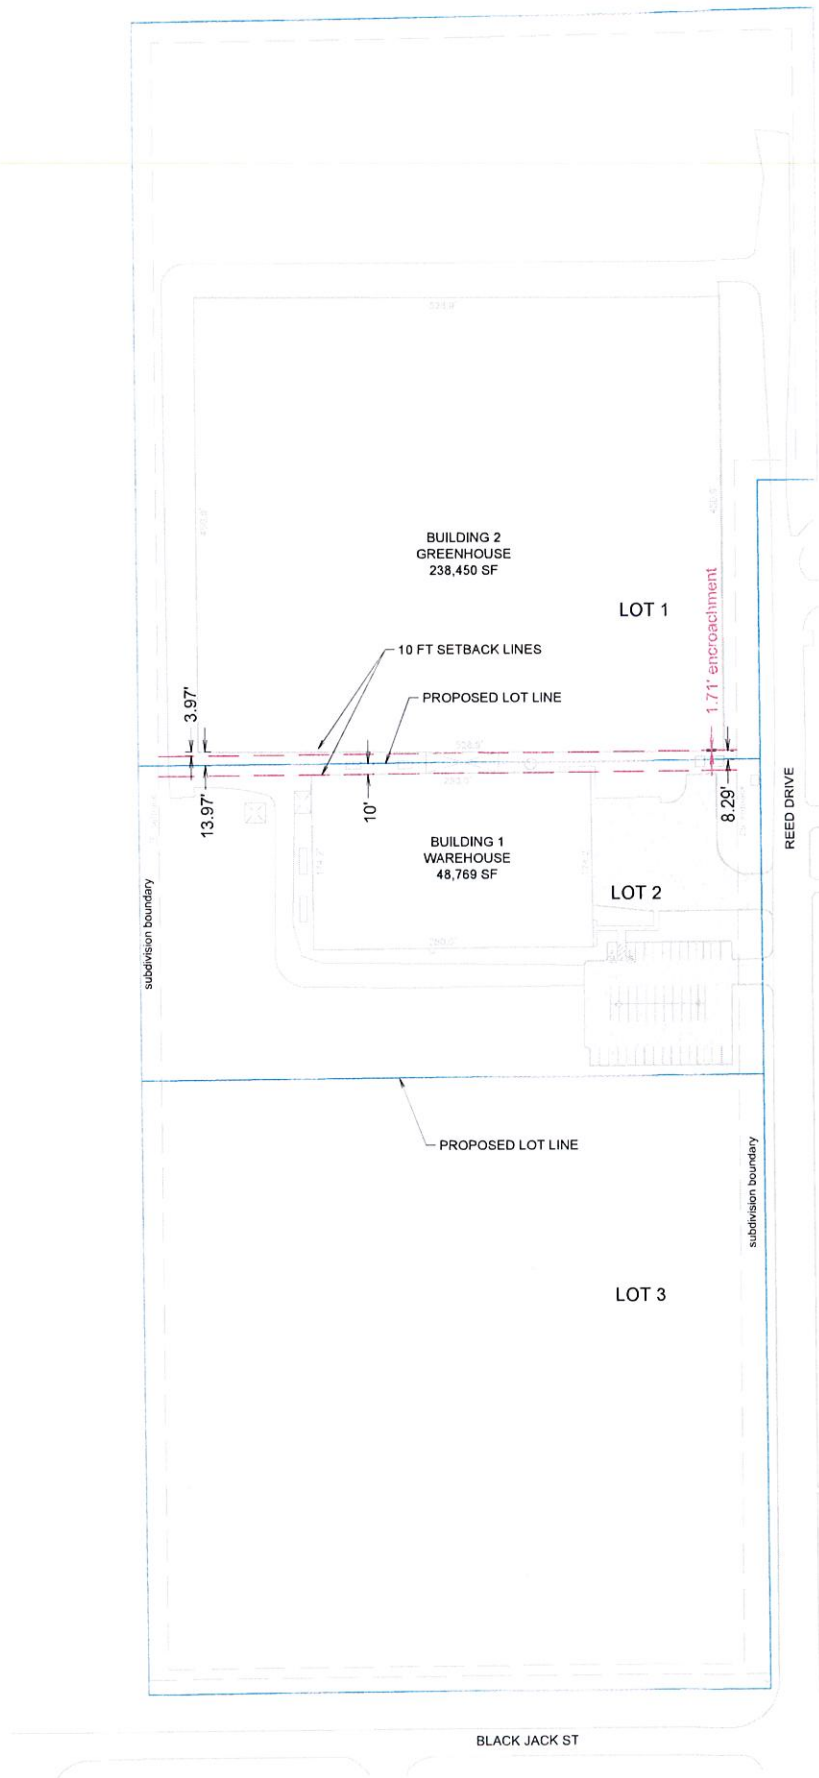 BUILDING 2
GREENHOUSE
238,450 SF
LOT 1
1.71' encroachment
10 FT SETBACK LINES
PROPOSED LOT LINE
3.97'
13.97'
10'
8.29'
REED DRIVE
BUILDING 1
WAREHOUSE
48,769 SF
LOT 2
subdivision boundary
PROPOSED LOT LINE
subdivision boundary
LOT 3
BLACK JACK ST